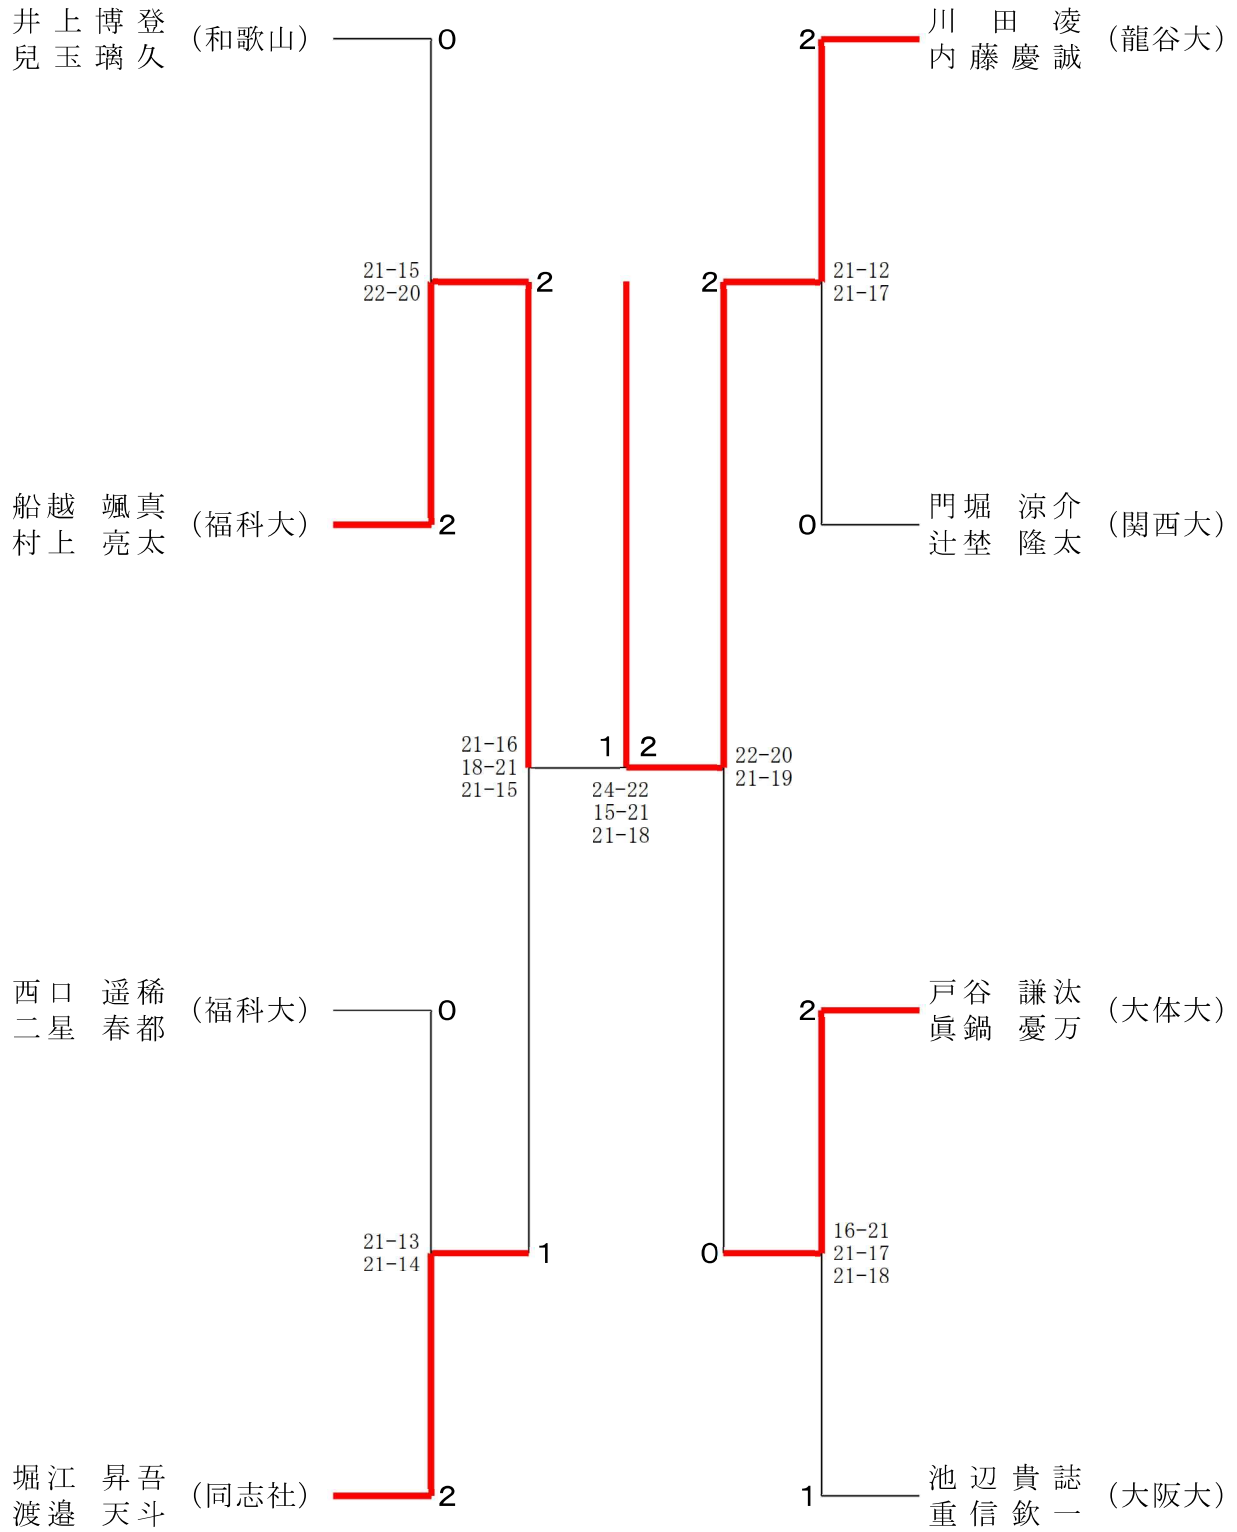 井上博登
兒玉璃久
(和歌山)
0
21-15
22-20
2
船越 颯真
村上 亮太
(福科大)
2
21-16
18-21
21-15
西口 遥稀
二星 春都
(福科大)
0
21-13
21-14
1
堀江 昇吾
渡邉 天斗
(同志社)
2
1
2
24-22
15-21
21-18
2
川田 凌
内藤慶誠
(龍谷大)
2
21-12
21-17
0
門堀 涼介
辻埜 隆太
(関西大)
22-20
21-19
2
戸谷 謙汰
眞鍋 憂万
(大体大)
0
16-21
21-17
21-18
1
池辺貴誌
重信欽一
(大阪大)